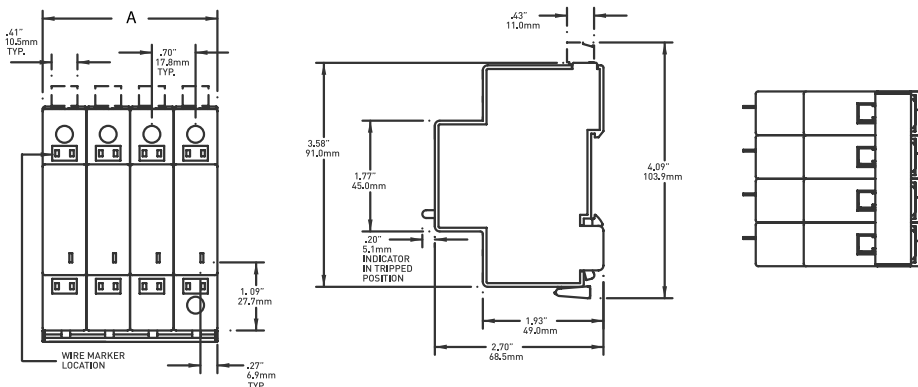 A
.41"
10.5mm
TYP.
.70"
17.8mm
TYP.
1.09"
27.7mm
WIRE MARKER
LOCATION
.27"
6.9mm
TYP
.43"
11.0mm
3.58"
91.0mm
1.77"
45.0mm
.20"
5.1mm
INDICATOR
IN TRIPPED
POSITION
4.09"
103.9mm
1.93"
49.0mm
2.70"
68.5mm